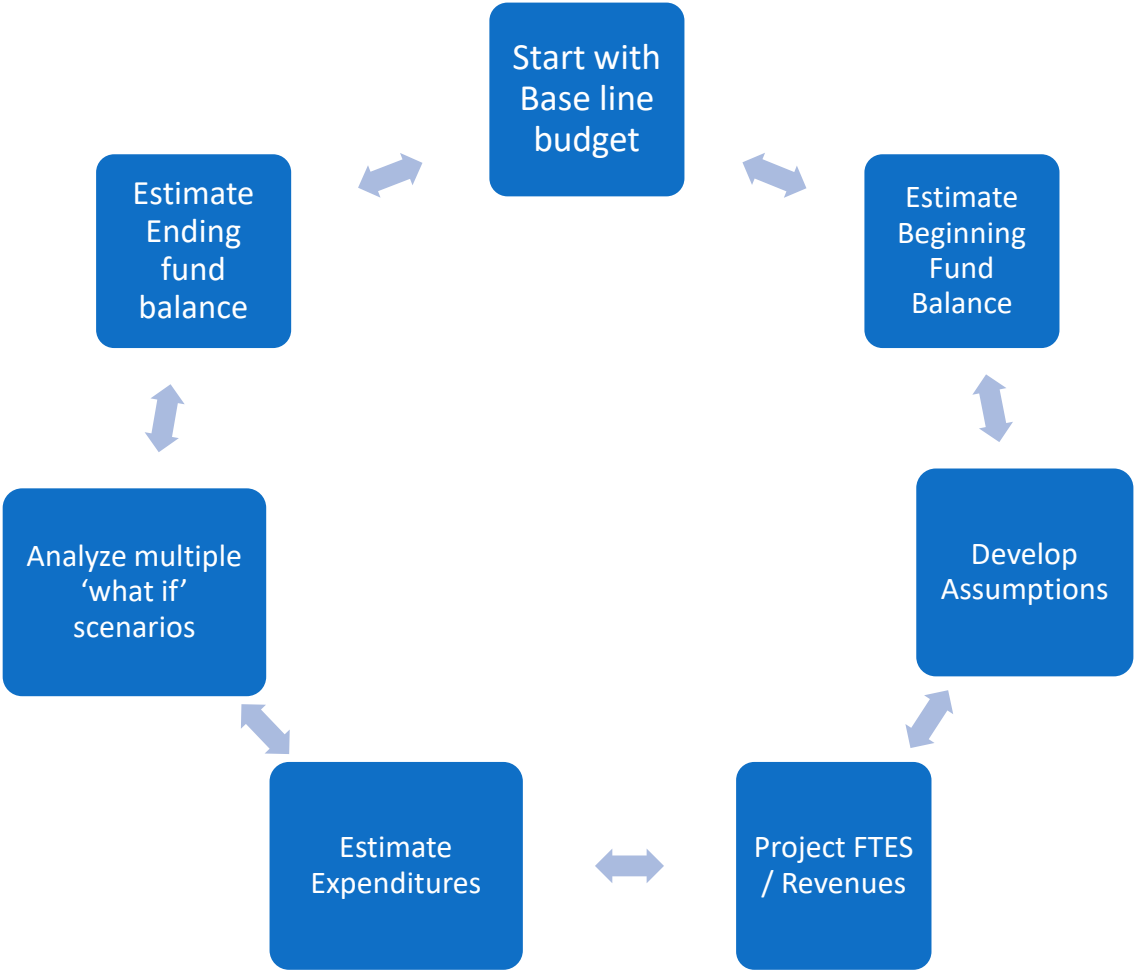 Start with
Base line
budget
Estimate
Beginning
Fund
Balance
Develop
Assumptions
Project FTES
/ Revenues
Estimate
Expenditures
Analyze multiple
‘what if’
scenarios
Estimate
Ending
fund
balance